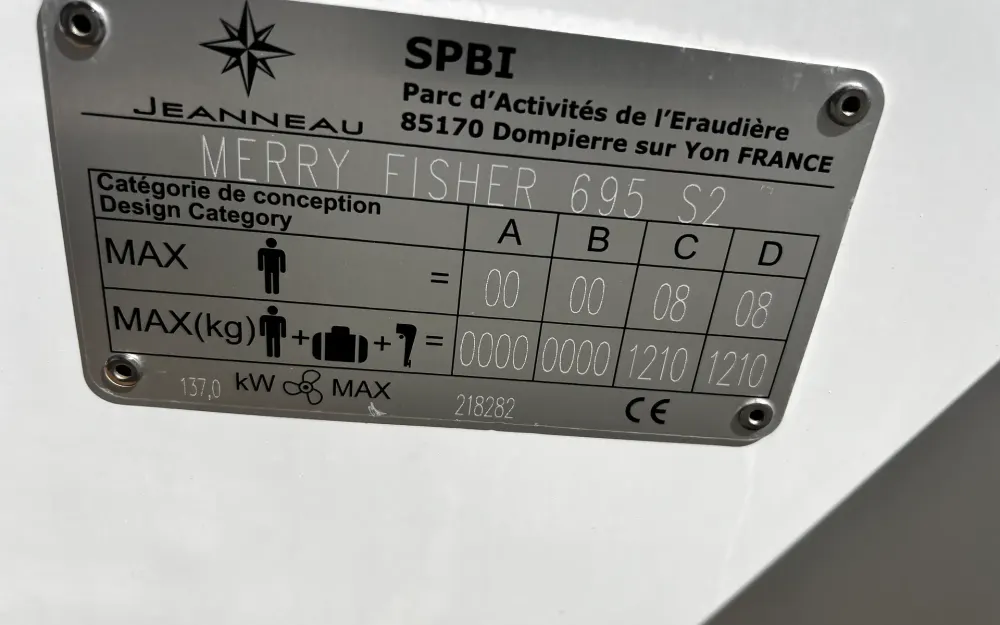 SPBI
Parc d'Activités de l'Eraudière
85170 Dompierre sur Yon FRANCE
JEANNEAU
MERRY FISHER 695 S2
Catégorie de conception
Design Category
A B C D
MAX = 00 00 08 08
MAX(kg) + + = 0000 0000 1210 1210
137,0 kW MAX 218282 CE